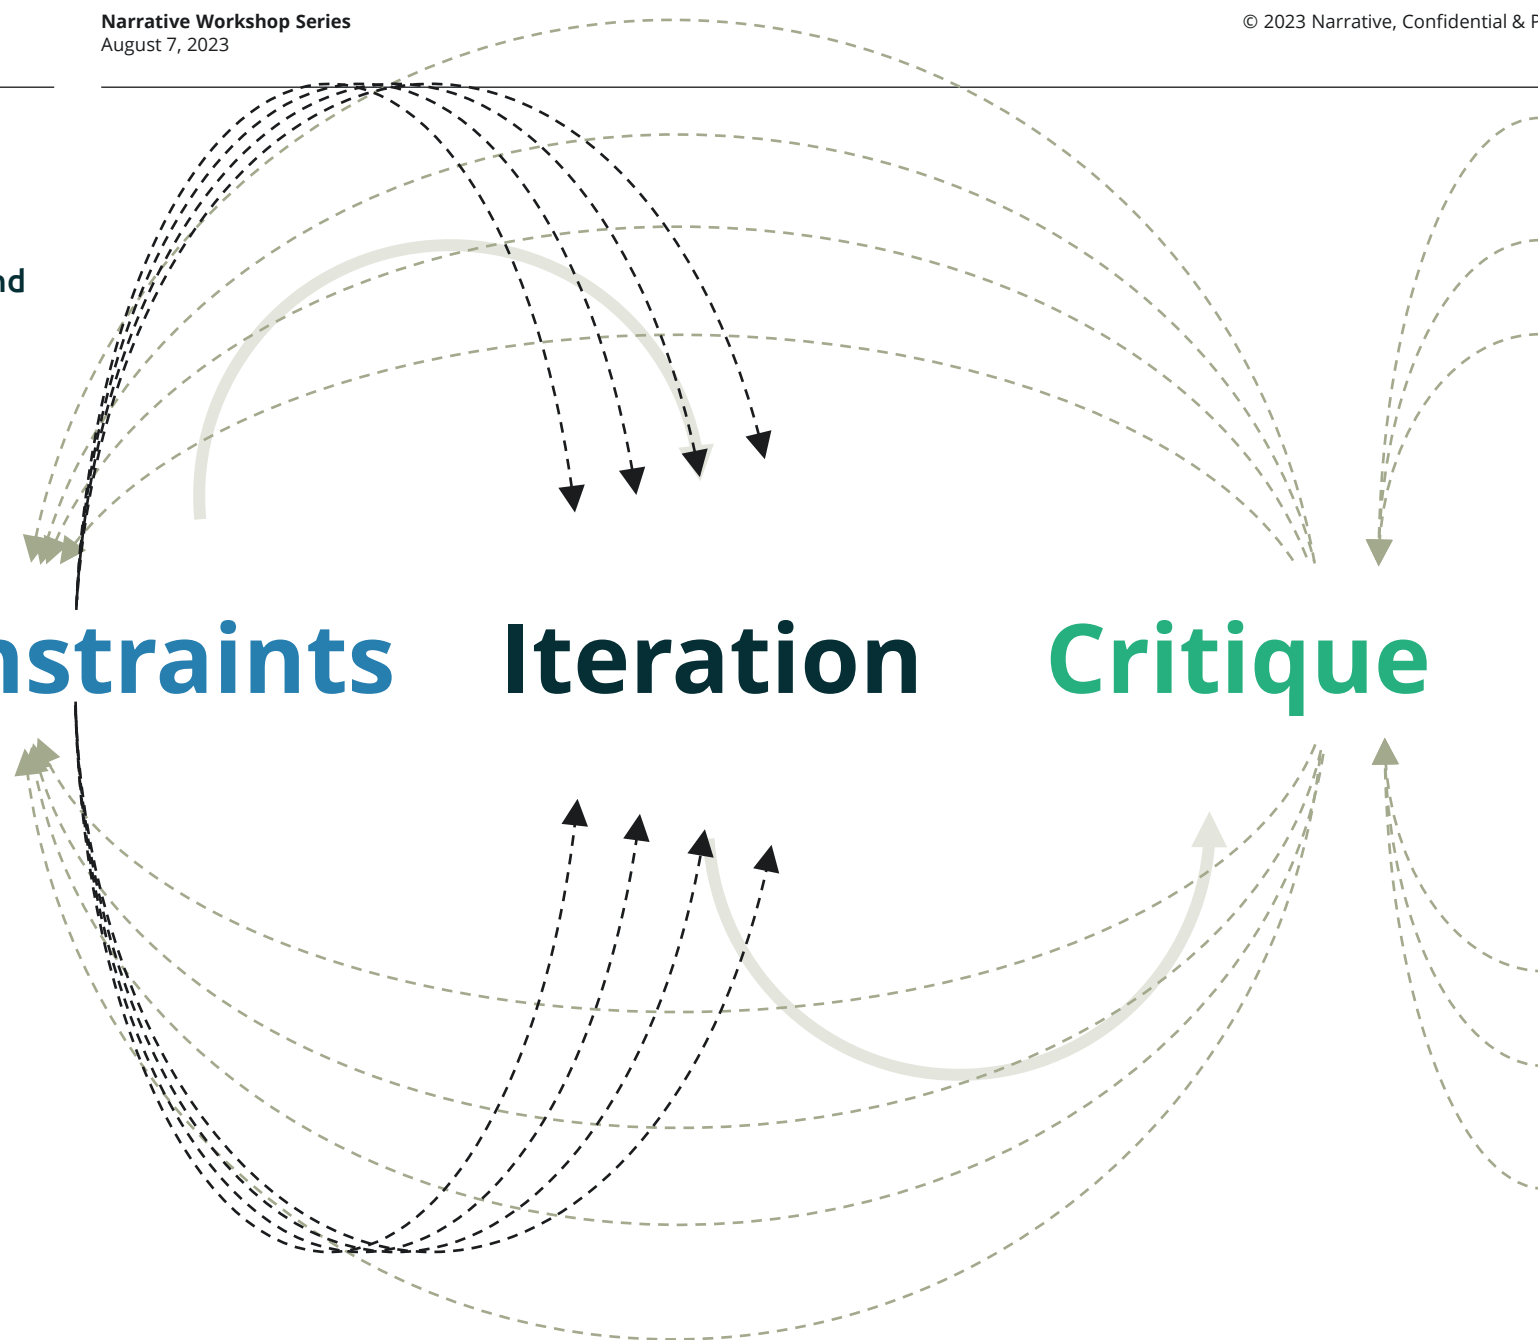 Narrative Workshop Series
August 7, 2023
© 2023 Narrative, Confidential & P
nd
nstraints Iteration Critique